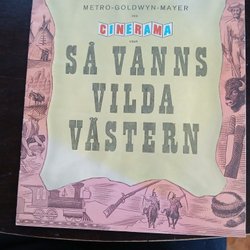 METRO-GOLDWYN-MAYER
CINERAMA
SÅ VANNS
VILDA
VÄSTERN